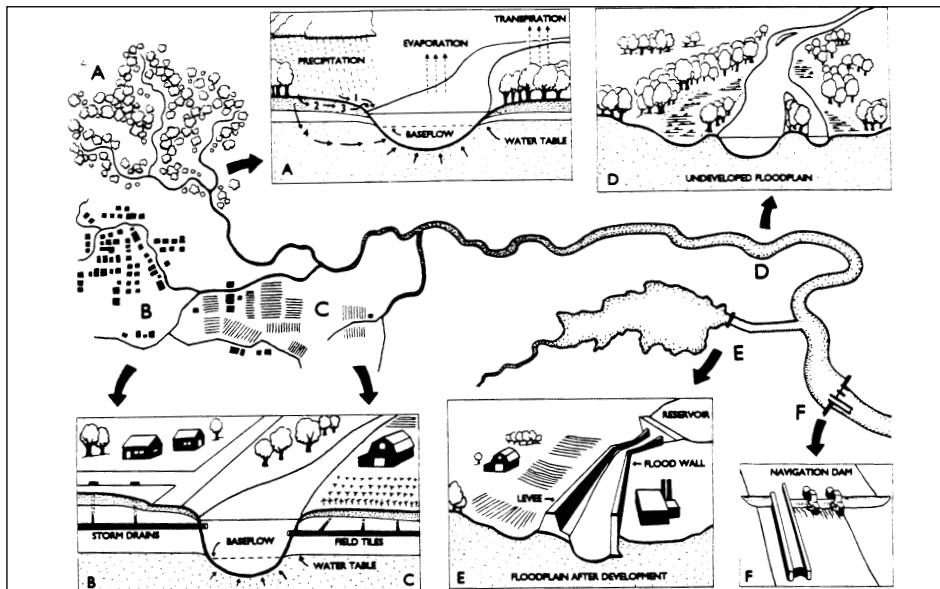 A
PRECIPITATION
EVAPORATION
TRANSPIRATION
1
2
3
4
BASEFLOW
WATER TABLE
A
D
UNDEVELOPED FLOODPLAIN
B
C
D
E
F
STORM DRAINS
BASEFLOW
FIELD TILES
WATER TABLE
B
C
RESERVOIR
FLOOD WALL
LEVEE
E
FLOODPLAIN AFTER DEVELOPMENT
NAVIGATION DAM
F